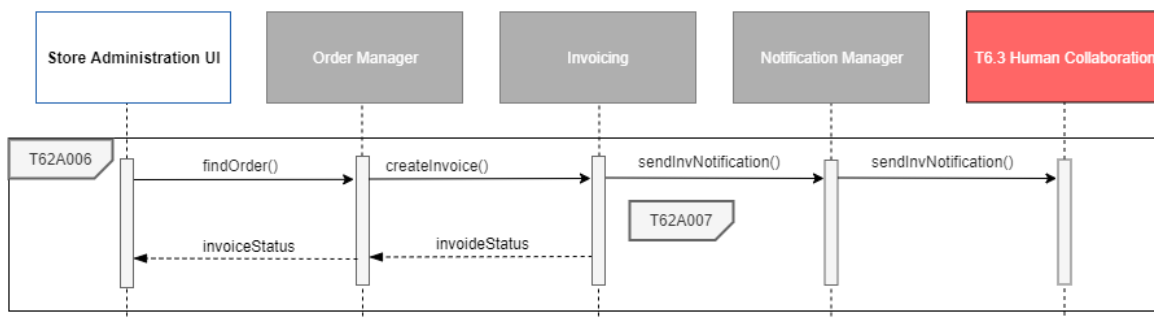 Store Administration UI
Order Manager
Invoicing
Notification Manager
T6.3 Human Collaboration
T62A006
findOrder()
createInvoice()
sendInvNotification()
sendInvNotification()
T62A007
invoiceStatus
invoideStatus